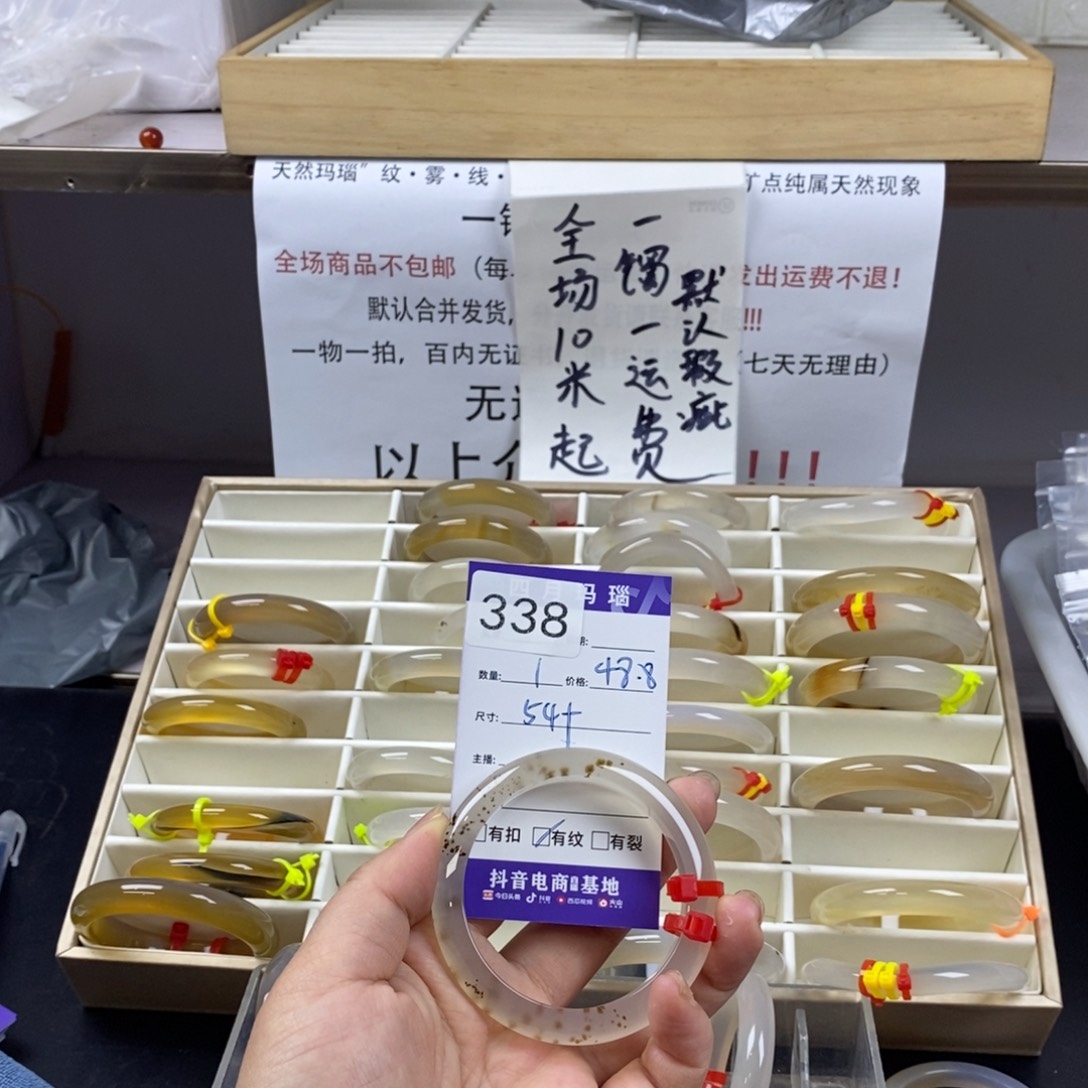 天然玛瑙”纹·雾·线·
矿点纯属天然现象
全场商品不包邮（每
发出运费不退！
默认合并发货，
!!!
一物一拍，百内无证
（七天无理由）
无
以上
!!!
全场10米起
一镯一运费
默认瑕疵
四月玛瑙
338
数量: 1 价格: 48.8
尺寸: 54+
主播:
有扣 有纹 有裂
抖音电商 基地
今日头条 抖音 西瓜视频